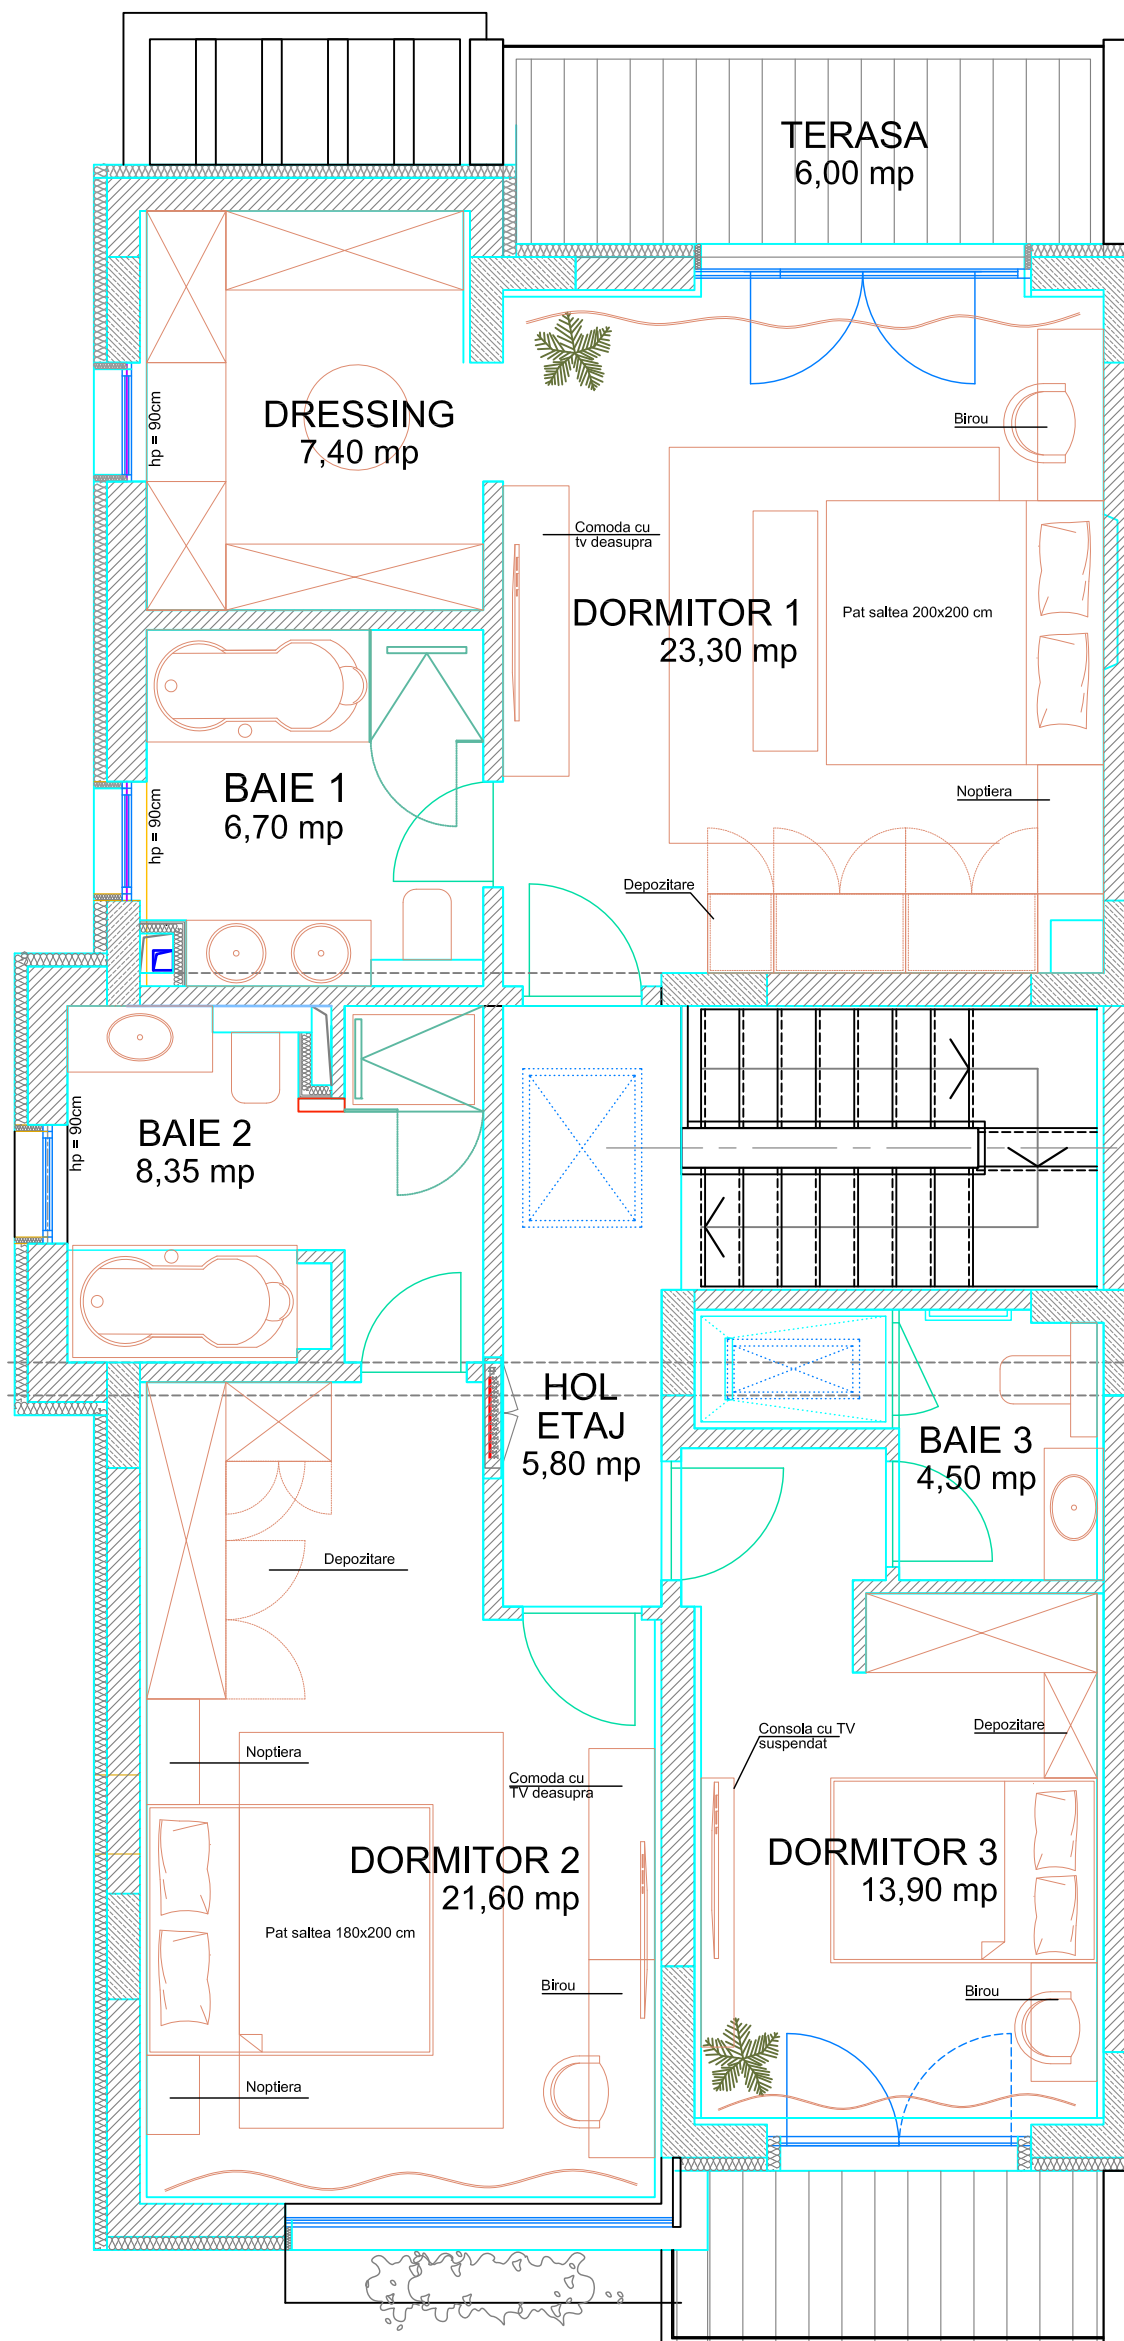 TERASA
6,00 mp
DRESSING
7,40 mp
hp = 90cm
Birou
Comoda cu
tv deasupra
DORMITOR 1
23,30 mp
Pat saltea 200x200 cm
BAIE 1
6,70 mp
hp = 90cm
Noptiera
Depozitare
BAIE 2
8,35 mp
hp = 90cm
HOL
ETAJ
5,80 mp
BAIE 3
4,50 mp
Depozitare
Noptiera
Comoda cu
TV deasupra
Consola cu TV
suspendat
Depozitare
DORMITOR 2
21,60 mp
DORMITOR 3
13,90 mp
Pat saltea 180x200 cm
Birou
Birou
Noptiera